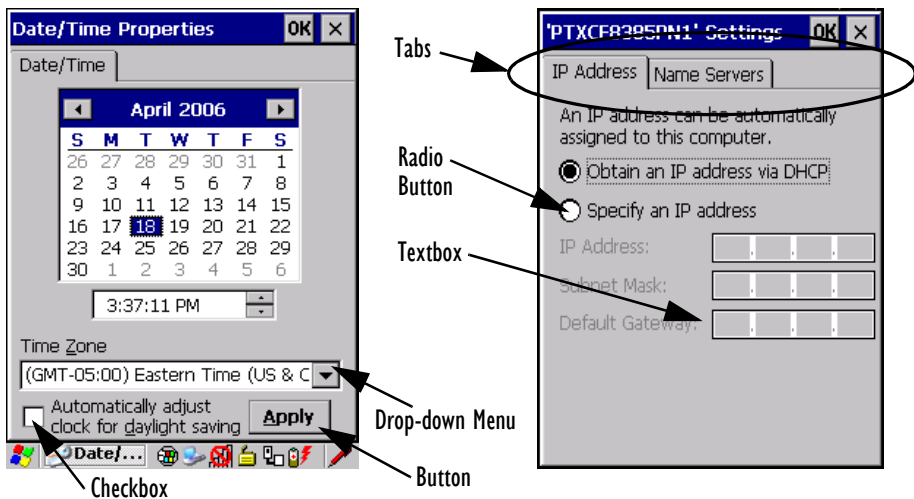 Date/Time Properties OK ×
Date/Time
April 2006
S M T W T F S
26 27 28 29 30 31 1
2 3 4 5 6 7 8
9 10 11 12 13 14 15
16 17 18 19 20 21 22
23 24 25 26 27 28 29
30 1 2 3 4 5 6
3:37:11 PM
Time Zone
(GMT-05:00) Eastern Time (US & C
Automatically adjust
clock for daylight saving
Apply
Date/...
Checkbox
Tabs
Radio
Button
Textbox
Drop-down Menu
Button
'PTXCF8385PN1' Settings OK ×
IP Address Name Servers
An IP address can be automatically
assigned to this computer.
Obtain an IP address via DHCP
Specify an IP address
IP Address:
Subnet Mask:
Default Gateway: